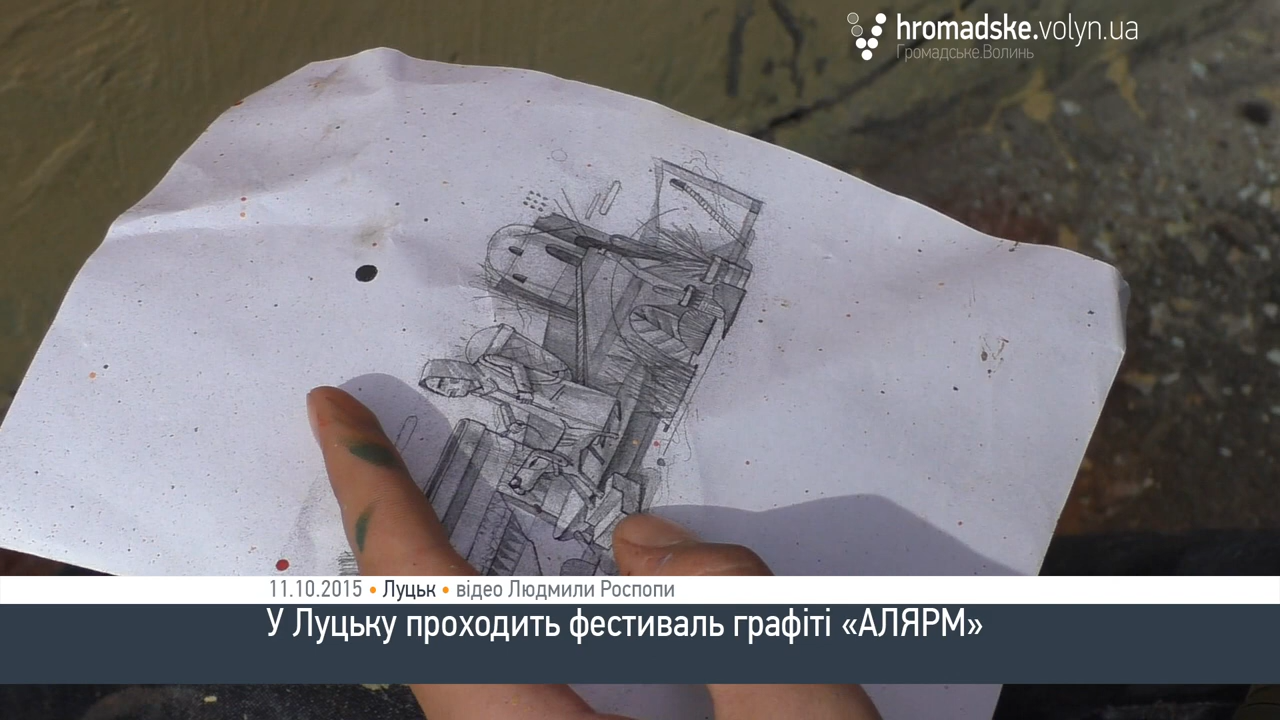 hromadske.volyn.ua
Громадське.Волинь
11.10.2015 • Луцьк • відео Людмили Роспопи
У Луцьку проходить фестиваль графіті «АЛЯРМ»